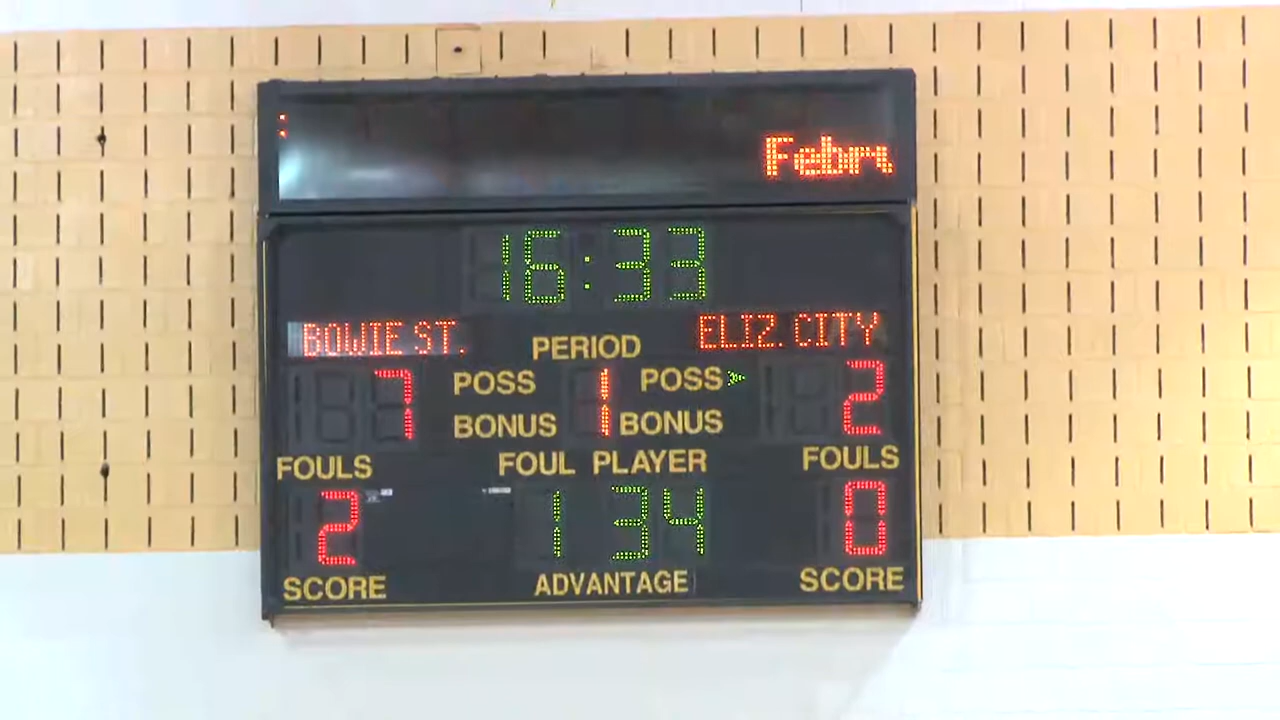 Febru
16:33
BOWIE ST. PERIOD ELIZ. CITY
7 POSS 1 POSS 2
BONUS BONUS
FOULS FOUL PLAYER FOULS
2 1 34 0
SCORE ADVANTAGE SCORE